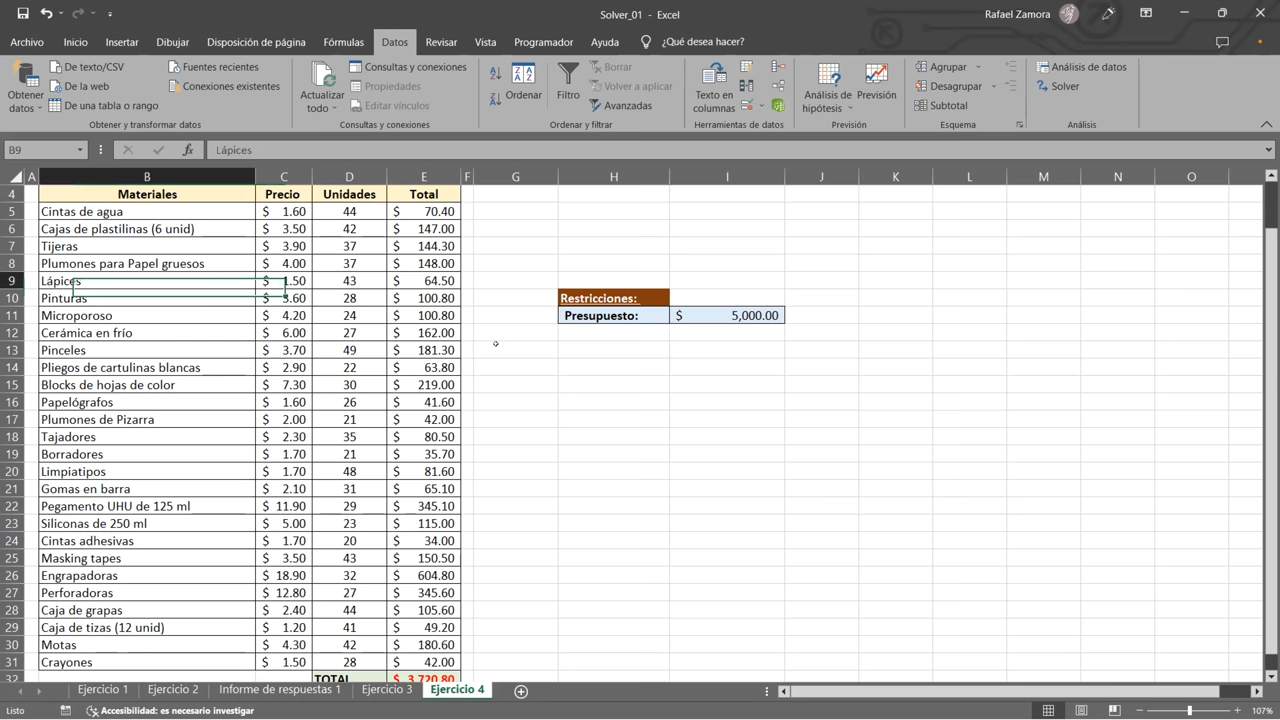 Solver_01 - Excel
Rafael Zamora
Archivo Inicio Insertar Dibujar Disposición de página Fórmulas Datos Revisar Vista Programador Ayuda ¿Qué desea hacer?
Obtener datos
De texto/CSV
De la web
De una tabla o rango
Fuentes recientes
Conexiones existentes
Obtener y transformar datos
Actualizar todo
Consultas y conexiones
Propiedades
Editar vínculos
Consultas y conexiones
Ordenar
Filtro
Borrar
Volver a aplicar
Avanzadas
Ordenar y filtrar
Texto en columnas
Herramientas de datos
Análisis de hipótesis
Previsión
Previsión
Agrupar
Desagrupar
Subtotal
Esquema
Análisis de datos
Solver
Análisis
B9 fx Lápices
A B C D E F G H I J K L M N O
4 Materiales Precio Unidades Total
5 Cintas de agua $ 1.60 44 $ 70.40
6 Cajas de plastilinas (6 unid) $ 3.50 42 $ 147.00
7 Tijeras $ 3.90 37 $ 144.30
8 Plumones para Papel gruesos $ 4.00 37 $ 148.00
9 Lápices $ 1.50 43 $ 64.50
10 Pinturas $ 3.60 28 $ 100.80 Restricciones:
11 Microporoso $ 4.20 24 $ 100.80 Presupuesto: $ 5,000.00
12 Cerámica en frío $ 6.00 27 $ 162.00
13 Pinceles $ 3.70 49 $ 181.30
14 Pliegos de cartulinas blancas $ 2.90 22 $ 63.80
15 Blocks de hojas de color $ 7.30 30 $ 219.00
16 Papelógrafos $ 1.60 26 $ 41.60
17 Plumones de Pizarra $ 2.00 21 $ 42.00
18 Tajadores $ 2.30 35 $ 80.50
19 Borradores $ 1.70 21 $ 35.70
20 Limpiatipos $ 1.70 48 $ 81.60
21 Gomas en barra $ 2.10 31 $ 65.10
22 Pegamento UHU de 125 ml $ 11.90 29 $ 345.10
23 Siliconas de 250 ml $ 5.00 23 $ 115.00
24 Cintas adhesivas $ 1.70 20 $ 34.00
25 Masking tapes $ 3.50 43 $ 150.50
26 Engrapadoras $ 18.90 32 $ 604.80
27 Perforadoras $ 12.80 27 $ 345.60
28 Caja de grapas $ 2.40 44 $ 105.60
29 Caja de tizas (12 unid) $ 1.20 41 $ 49.20
30 Motas $ 4.30 42 $ 180.60
31 Crayones $ 1.50 28 $ 42.00
32 TOTAL $ 3,720.80
Ejercicio 1 Ejercicio 2 Informe de respuestas 1 Ejercicio 3 Ejercicio 4
Listo Accesibilidad: es necesario investigar 107%